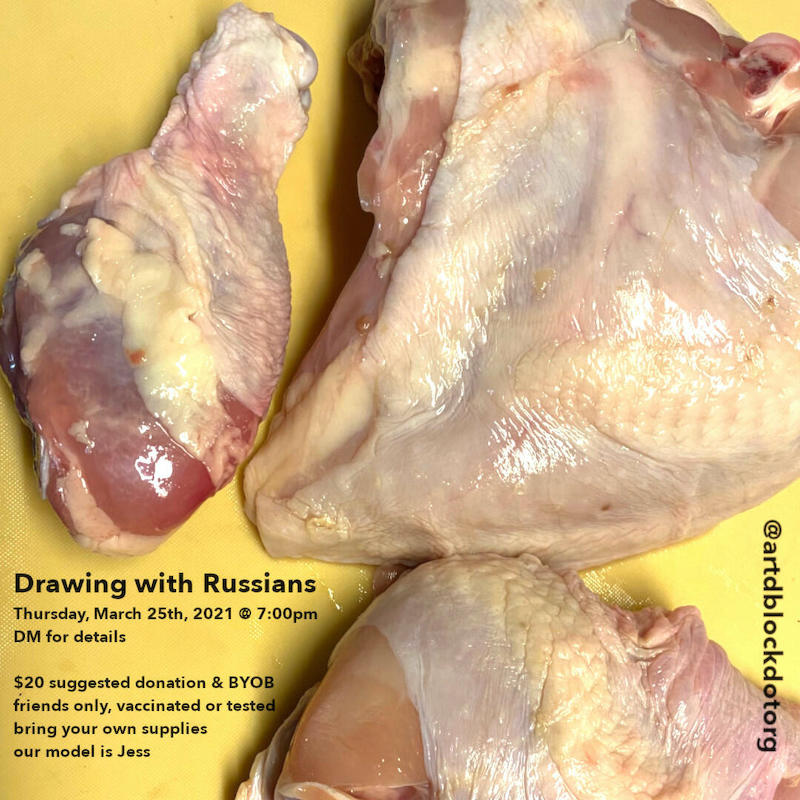 Drawing with Russians
Thursday, March 25th, 2021 @ 7:00pm
DM for details
$20 suggested donation & BYOB
friends only, vaccinated or tested
bring your own supplies
our model is Jess
@artdblockdotorg